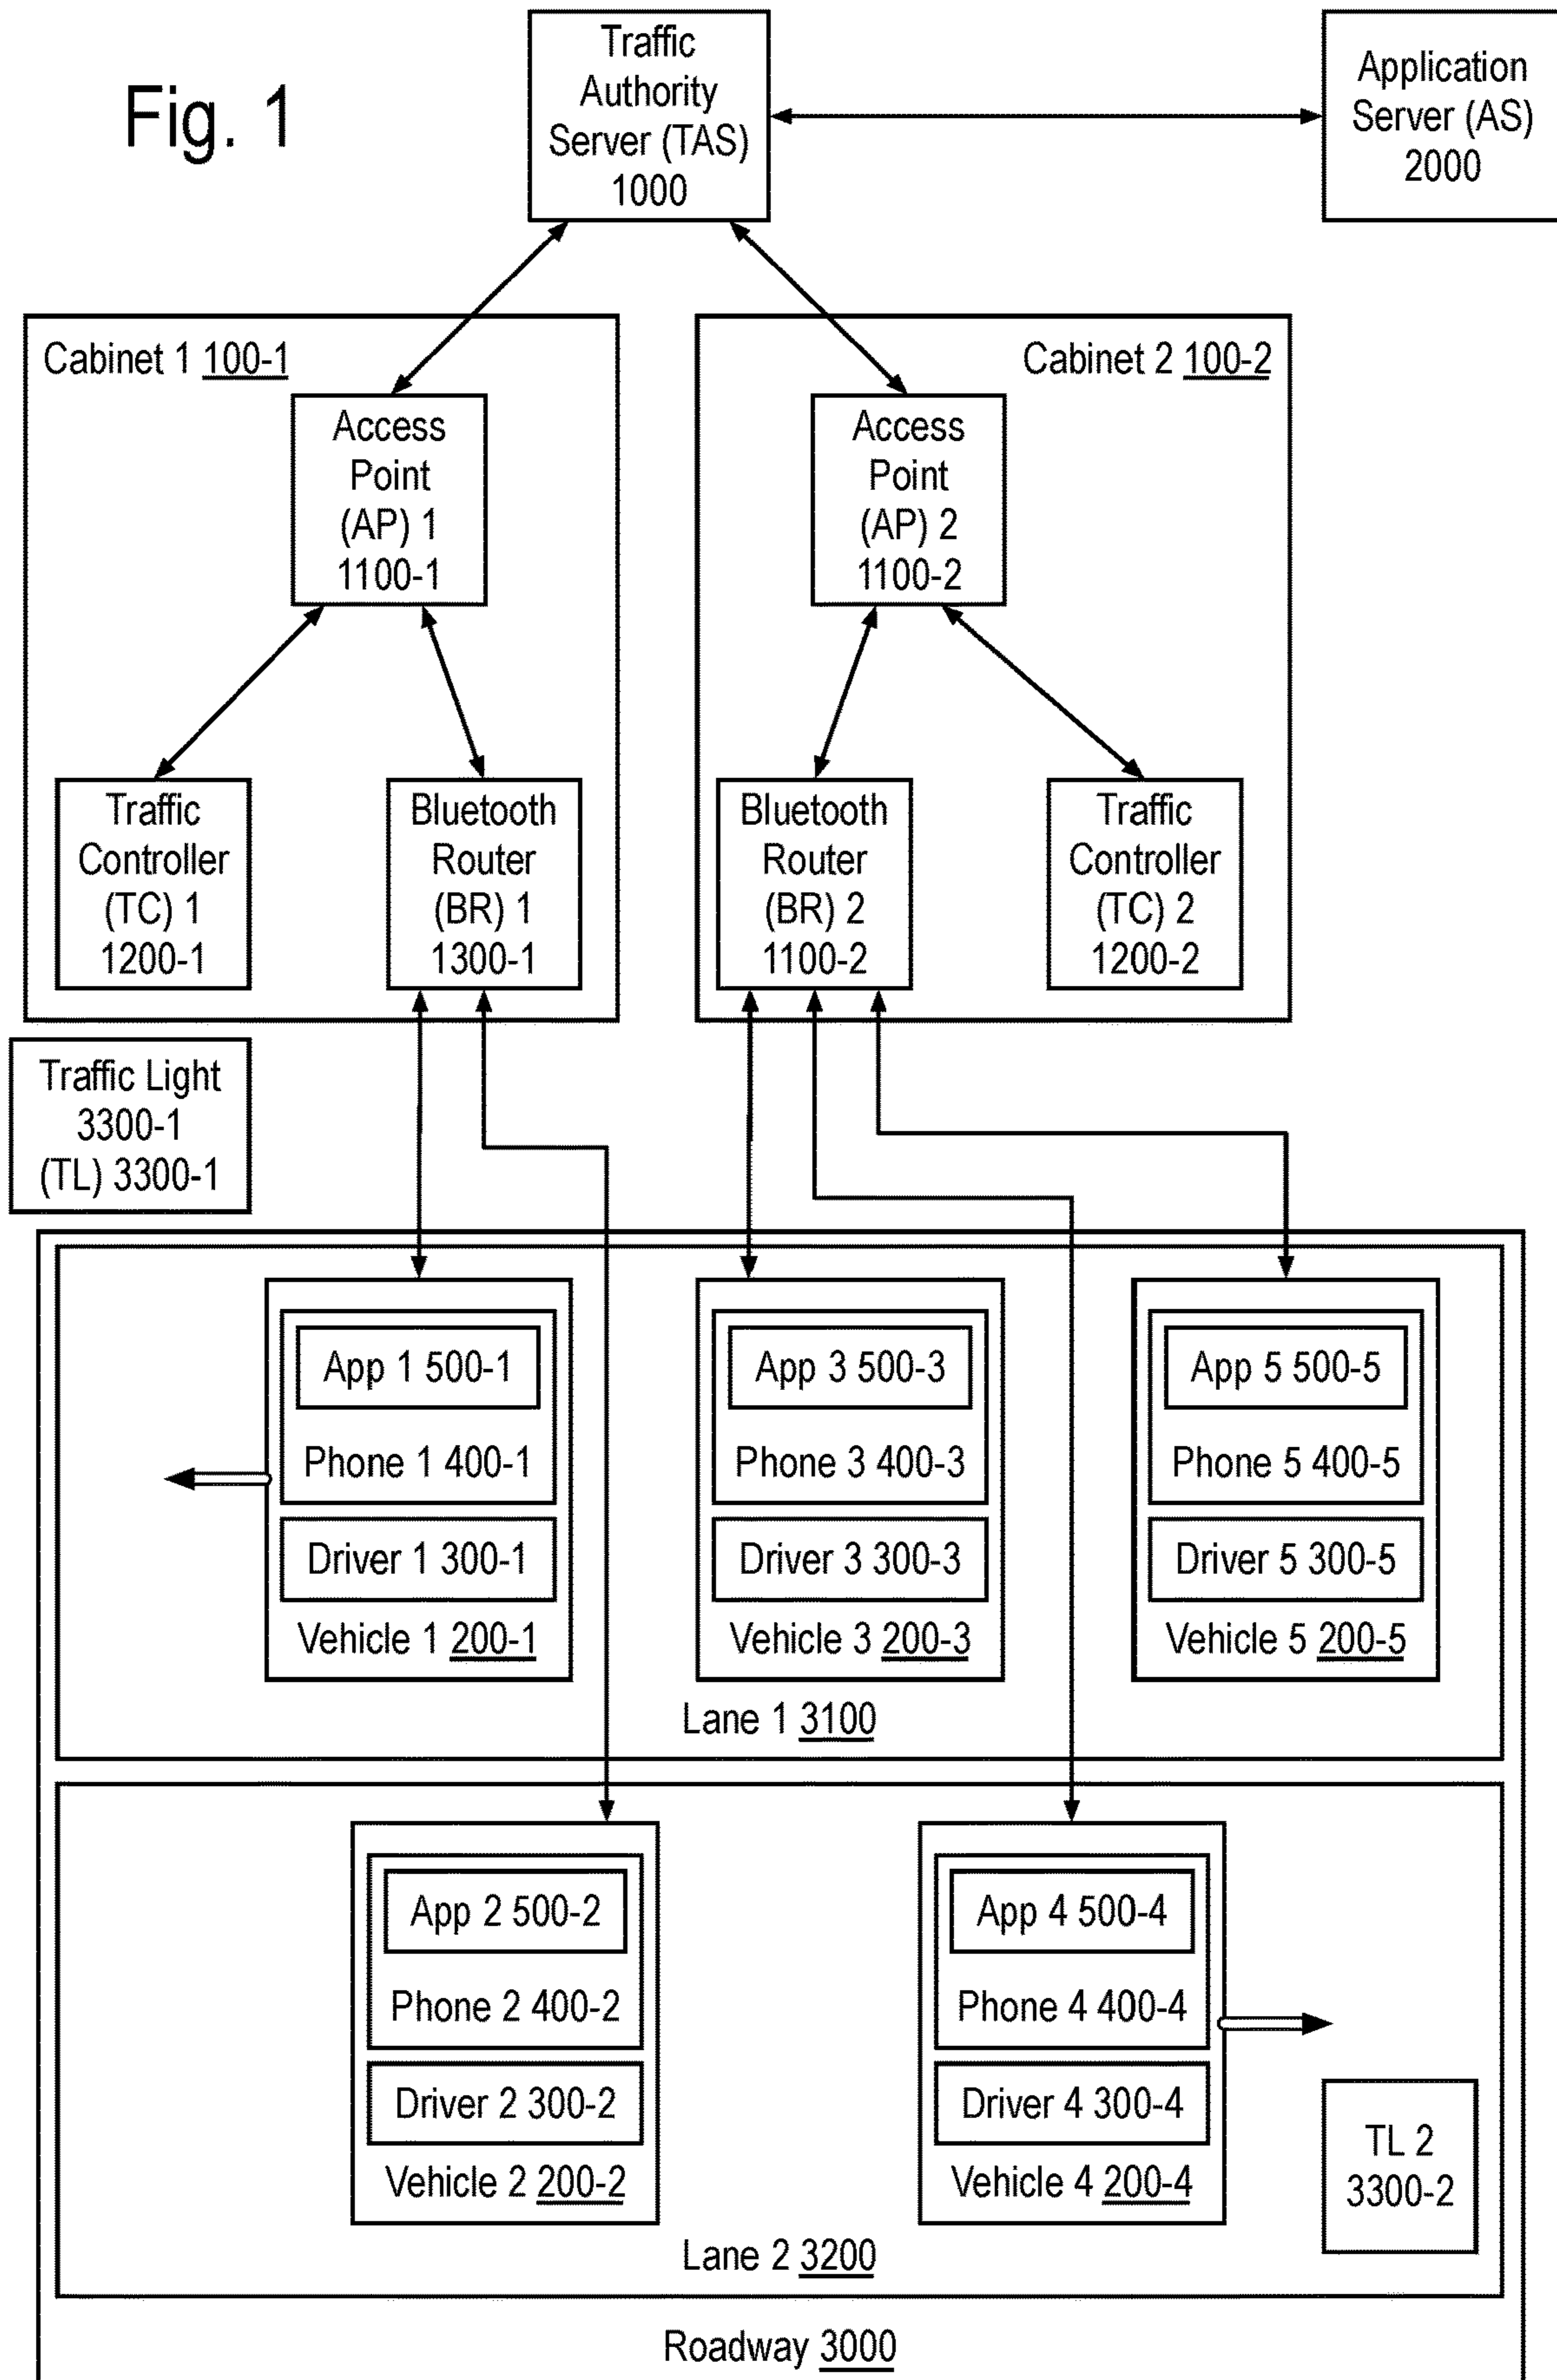 Fig. 1
Traffic
Authority
Server (TAS)
1000
Application
Server (AS)
2000
Cabinet 1 100-1
Access
Point
(AP) 1
1100-1
Traffic
Controller
(TC) 1
1200-1
Bluetooth
Router
(BR) 1
1300-1
Cabinet 2 100-2
Access
Point
(AP) 2
1100-2
Bluetooth
Router
(BR) 2
1100-2
Traffic
Controller
(TC) 2
1200-2
Traffic Light
3300-1
(TL) 3300-1
App 1 500-1
Phone 1 400-1
Driver 1 300-1
Vehicle 1 200-1
App 3 500-3
Phone 3 400-3
Driver 3 300-3
Vehicle 3 200-3
App 5 500-5
Phone 5 400-5
Driver 5 300-5
Vehicle 5 200-5
Lane 1 3100
App 2 500-2
Phone 2 400-2
Driver 2 300-2
Vehicle 2 200-2
App 4 500-4
Phone 4 400-4
Driver 4 300-4
Vehicle 4 200-4
TL 2
3300-2
Lane 2 3200
Roadway 3000